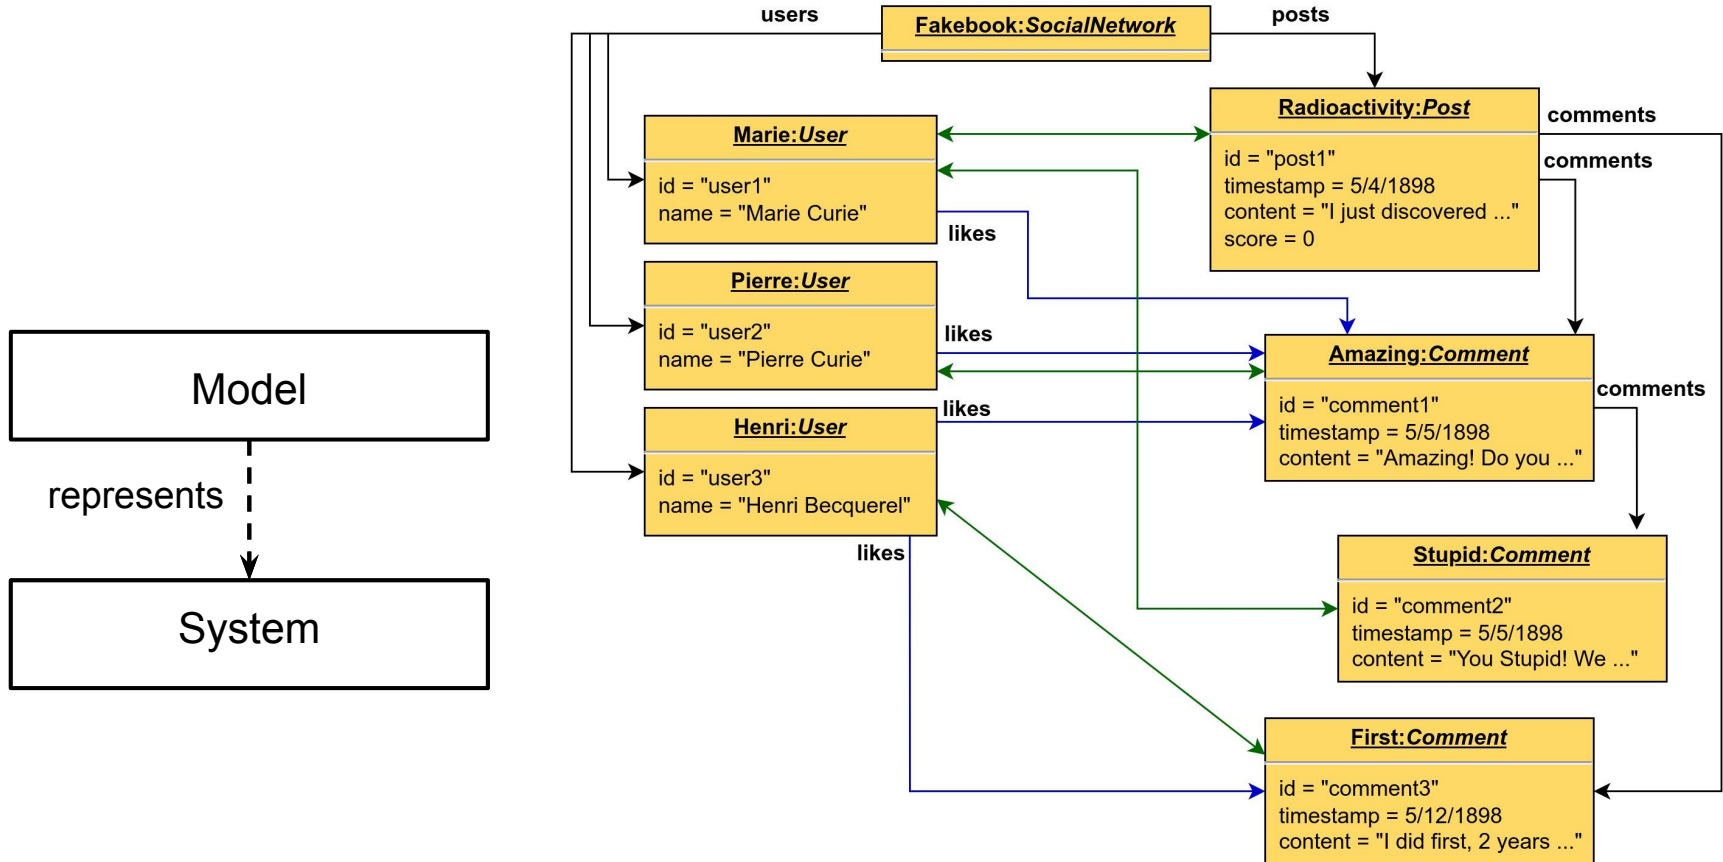 Model
represents
System
users
Fakebook:SocialNetwork
posts
Marie:User
id = "user1"
name = "Marie Curie"
likes
Pierre:User
id = "user2"
name = "Pierre Curie"
likes
Henri:User
id = "user3"
name = "Henri Becquerel"
likes
likes
Radioactivity:Post
id = "post1"
timestamp = 5/4/1898
content = "I just discovered ..."
score = 0
comments
comments
Amazing:Comment
id = "comment1"
timestamp = 5/5/1898
content = "Amazing! Do you ..."
comments
Stupid:Comment
id = "comment2"
timestamp = 5/5/1898
content = "You Stupid! We ..."
First:Comment
id = "comment3"
timestamp = 5/12/1898
content = "I did first, 2 years ..."